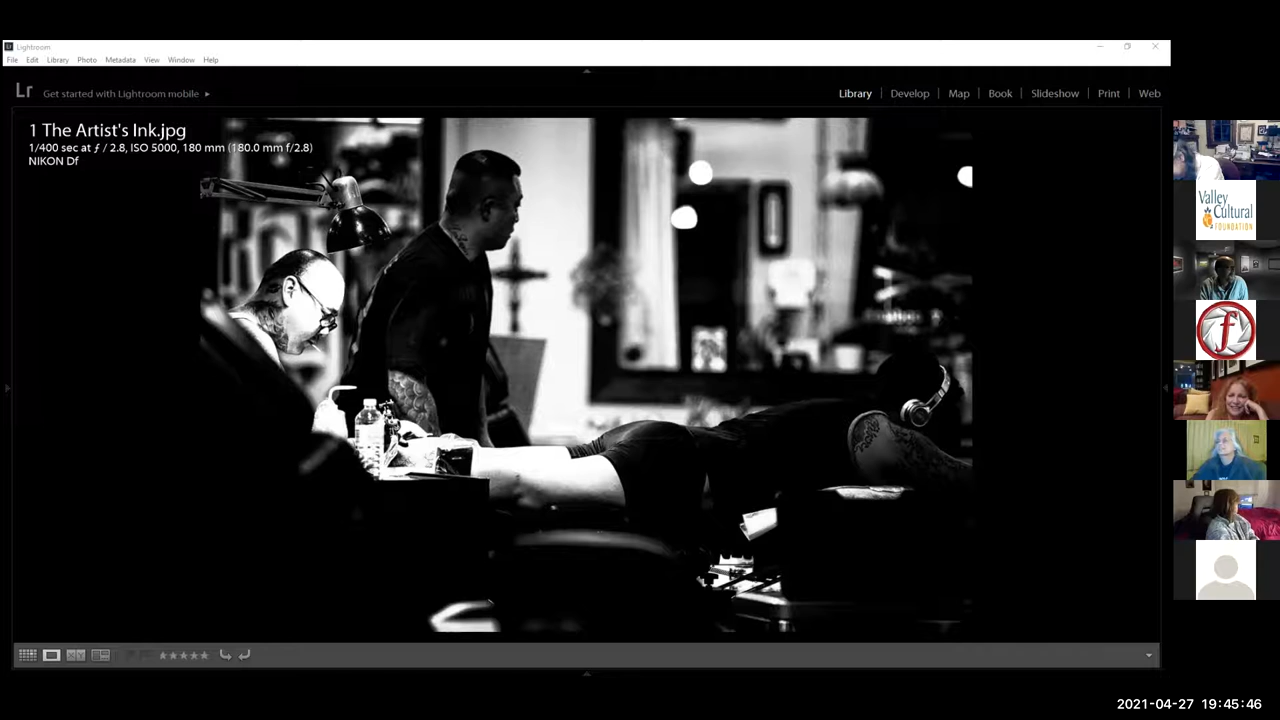 Lightroom
File Edit Library Photo Metadata View Window Help
Lr Get started with Lightroom mobile
Library | Develop | Map | Book | Slideshow | Print | Web
1 The Artist's Ink.jpg
1/400 sec at ƒ / 2.8, ISO 5000, 180 mm (180.0 mm f/2.8)
NIKON Df
Valley
Cultural
FOUNDATION
f
X Y
2021-04-27 19:45:46